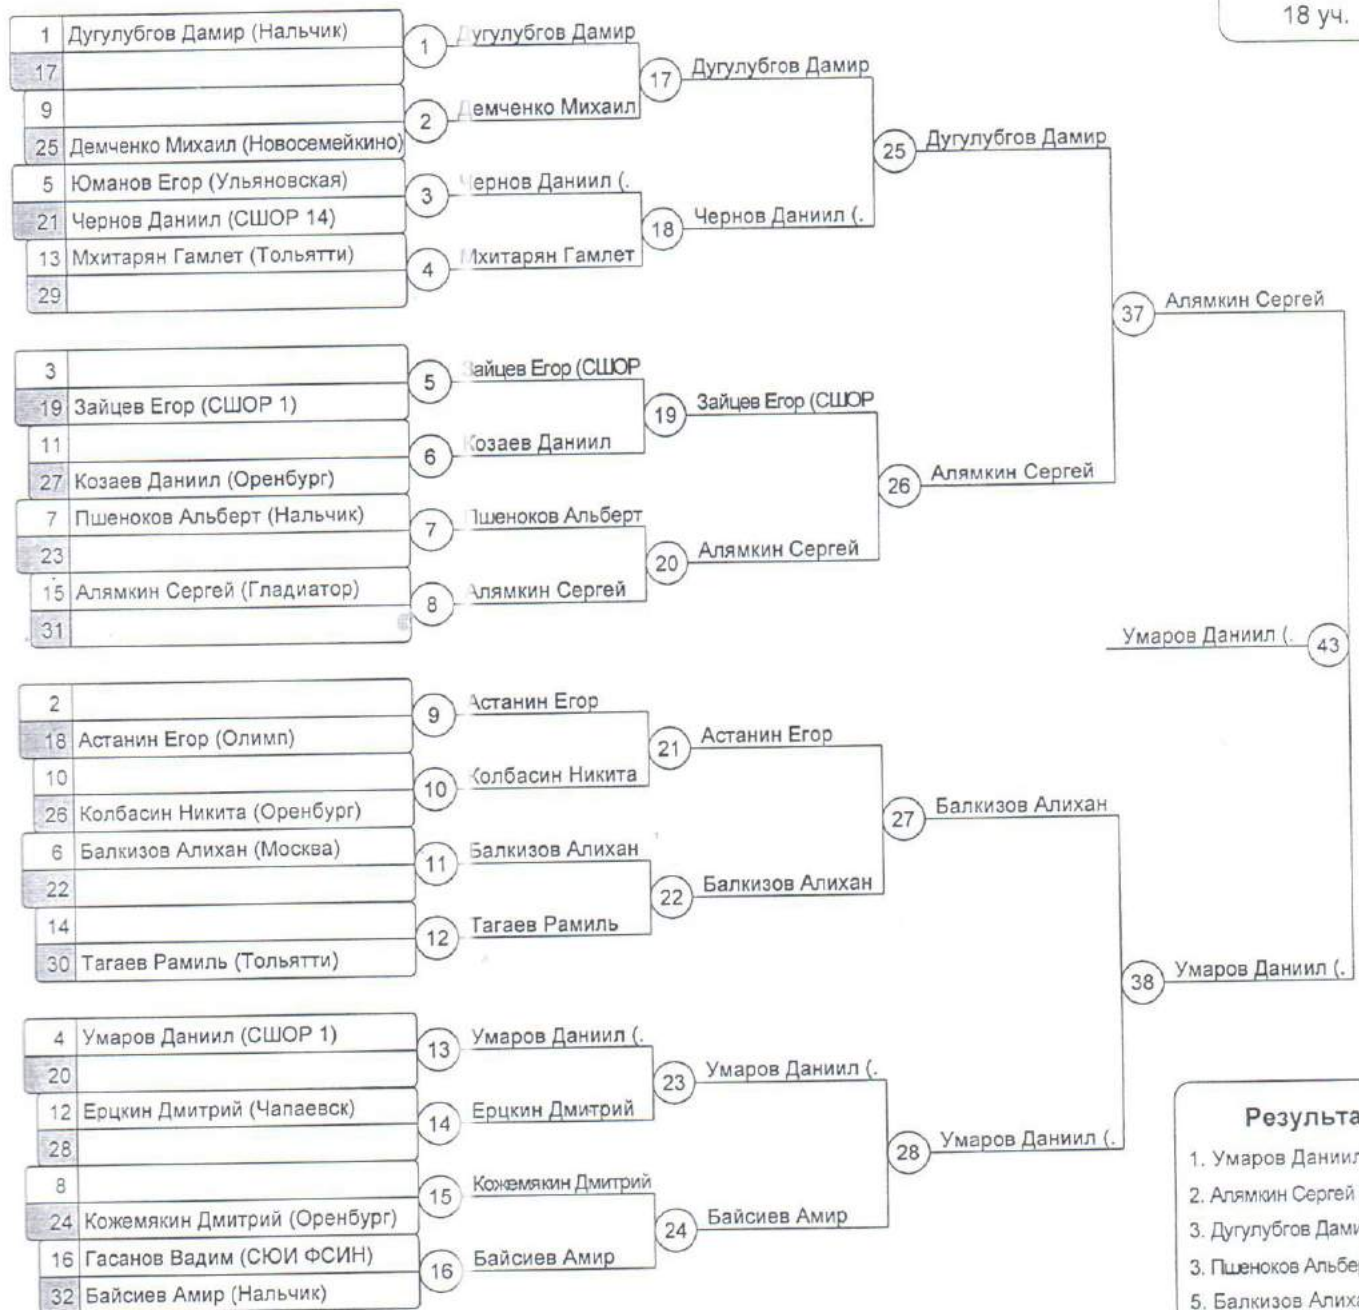 18 уч.
1 Дугулубгов Дамир (Нальчик)
17
9
25 Демченко Михаил (Новосемейкино)
5 Юманов Егор (Ульяновская)
21 Чернов Даниил (СШОР 14)
13 Мхитарян Гамлет (Тольятти)
29
1 Дугулубгов Дамир
2 Демченко Михаил
3 Чернов Даниил (.
4 Мхитарян Гамлет
17 Дугулубгов Дамир
18 Чернов Даниил (.
25 Дугулубгов Дамир
3
19 Зайцев Егор (СШОР 1)
11
27 Козаев Даниил (Оренбург)
7 Пшеноков Альберт (Нальчик)
23
15 Алямкин Сергей (Гладиатор)
31
5 Зайцев Егор (СШОР
6 Козаев Даниил
7 Пшеноков Альберт
8 Алямкин Сергей
19 Зайцев Егор (СШОР
20 Алямкин Сергей
26 Алямкин Сергей
37 Алямкин Сергей
2
18 Астанин Егор (Олимп)
10
26 Колбасин Никита (Оренбург)
6 Балкизов Алихан (Москва)
22
14
30 Тагаев Рамиль (Тольятти)
9 Астанин Егор
10 Колбасин Никита
11 Балкизов Алихан
12 Тагаев Рамиль
21 Астанин Егор
22 Балкизов Алихан
27 Балкизов Алихан
4 Умаров Даниил (СШОР 1)
20
12 Ерцкин Дмитрий (Чапаевск)
28
8
24 Кожемякин Дмитрий (Оренбург)
16 Гасанов Вадим (СЮИ ФСИН)
32 Байсиев Амир (Нальчик)
13 Умаров Даниил (.
14 Ерцкин Дмитрий
15 Кожемякин Дмитрий
16 Байсиев Амир
23 Умаров Даниил (.
24 Байсиев Амир
28 Умаров Даниил (.
38 Умаров Даниил (.
Умаров Даниил (. 43
Результа
1. Умаров Даниил
2. Алямкин Сергей
3. Дугулубгов Дами
3. Пшеноков Альбер
5. Балкизов Алиха